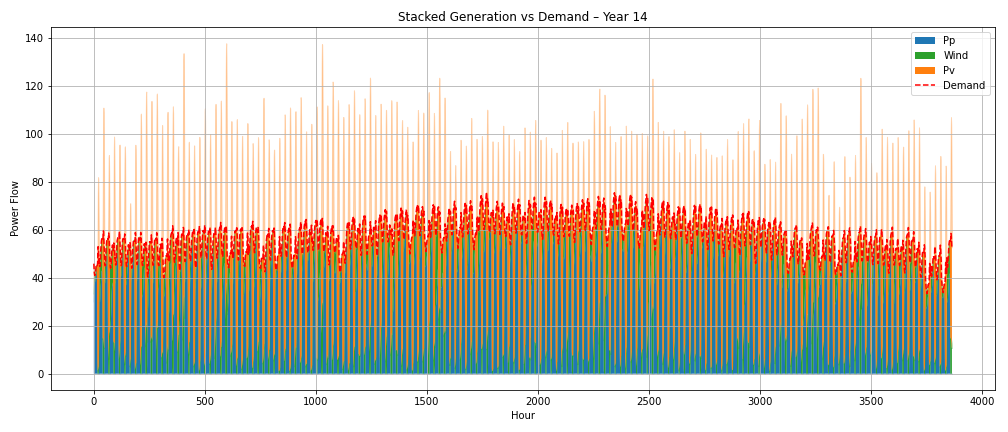 Stacked Generation vs Demand – Year 14
Power Flow
140
120
100
80
60
40
20
0
Pp
Wind
Pv
Demand
0 500 1000 1500 2000 2500 3000 3500 4000
Hour